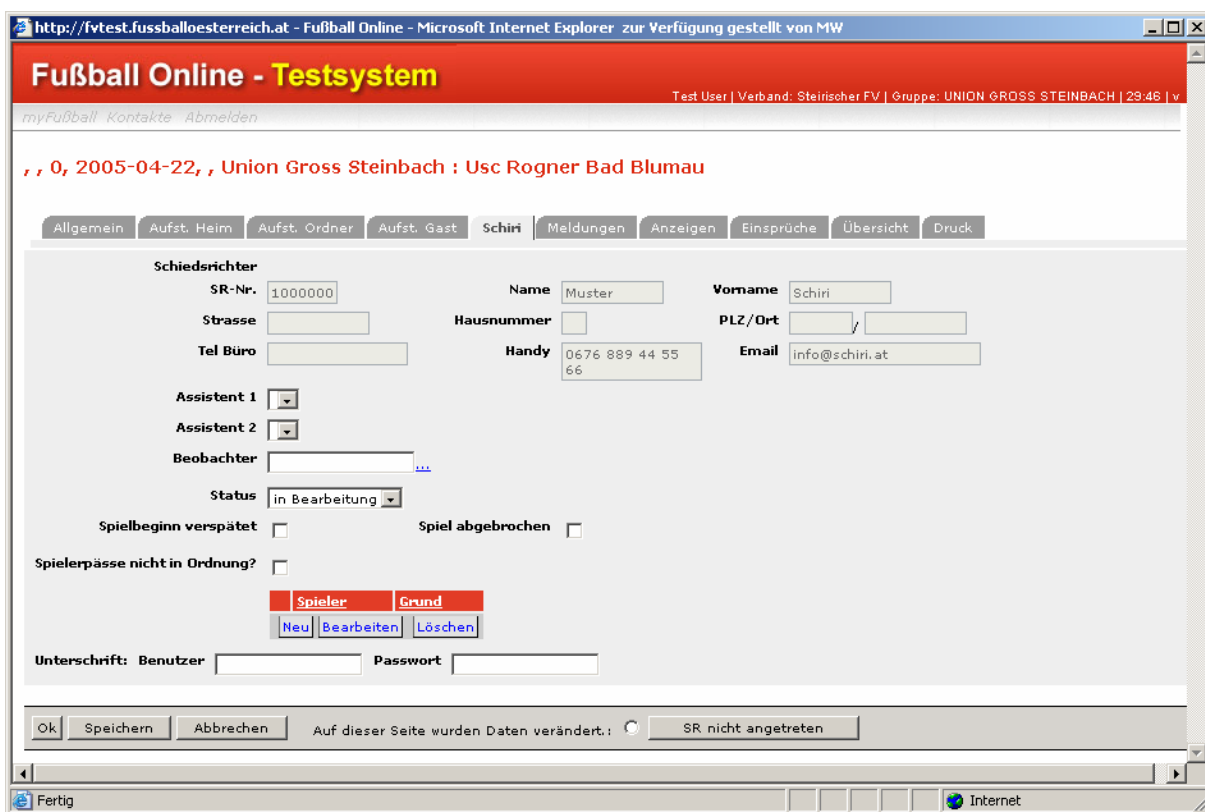 http://fvtest.fussballoesterreich.at - Fußball Online - Microsoft Internet Explorer zur Verfügung gestellt von MW
Fußball Online - Testsystem
Test User | Verband: Steirischer FV | Gruppe: UNION GROSS STEINBACH | 29:46 | v
myFußball Kontakte Abmelden
, , 0, 2005-04-22, , Union Gross Steinbach : Usc Rogner Bad Blumau
Allgemein Aufst. Heim Aufst. Ordner Aufst. Gast Schiri Meldungen Anzeigen Einsprüche Übersicht Druck
Schiedsrichter
SR-Nr. 1000000 Name Muster Vorname Schiri
Strasse Hausnummer PLZ/Ort /
Tel Büro Handy 0676 889 44 55 Email info@schiri.at
66
Assistent 1
Assistent 2
Beobachter ...
Status in Bearbeitung
Spielbeginn verspätet Spiel abgebrochen
Spielerpässe nicht in Ordnung?
Spieler Grund
Neu Bearbeiten Löschen
Unterschrift: Benutzer Passwort
Ok Speichern Abbrechen Auf dieser Seite wurden Daten verändert.: SR nicht angetreten
Fertig Internet